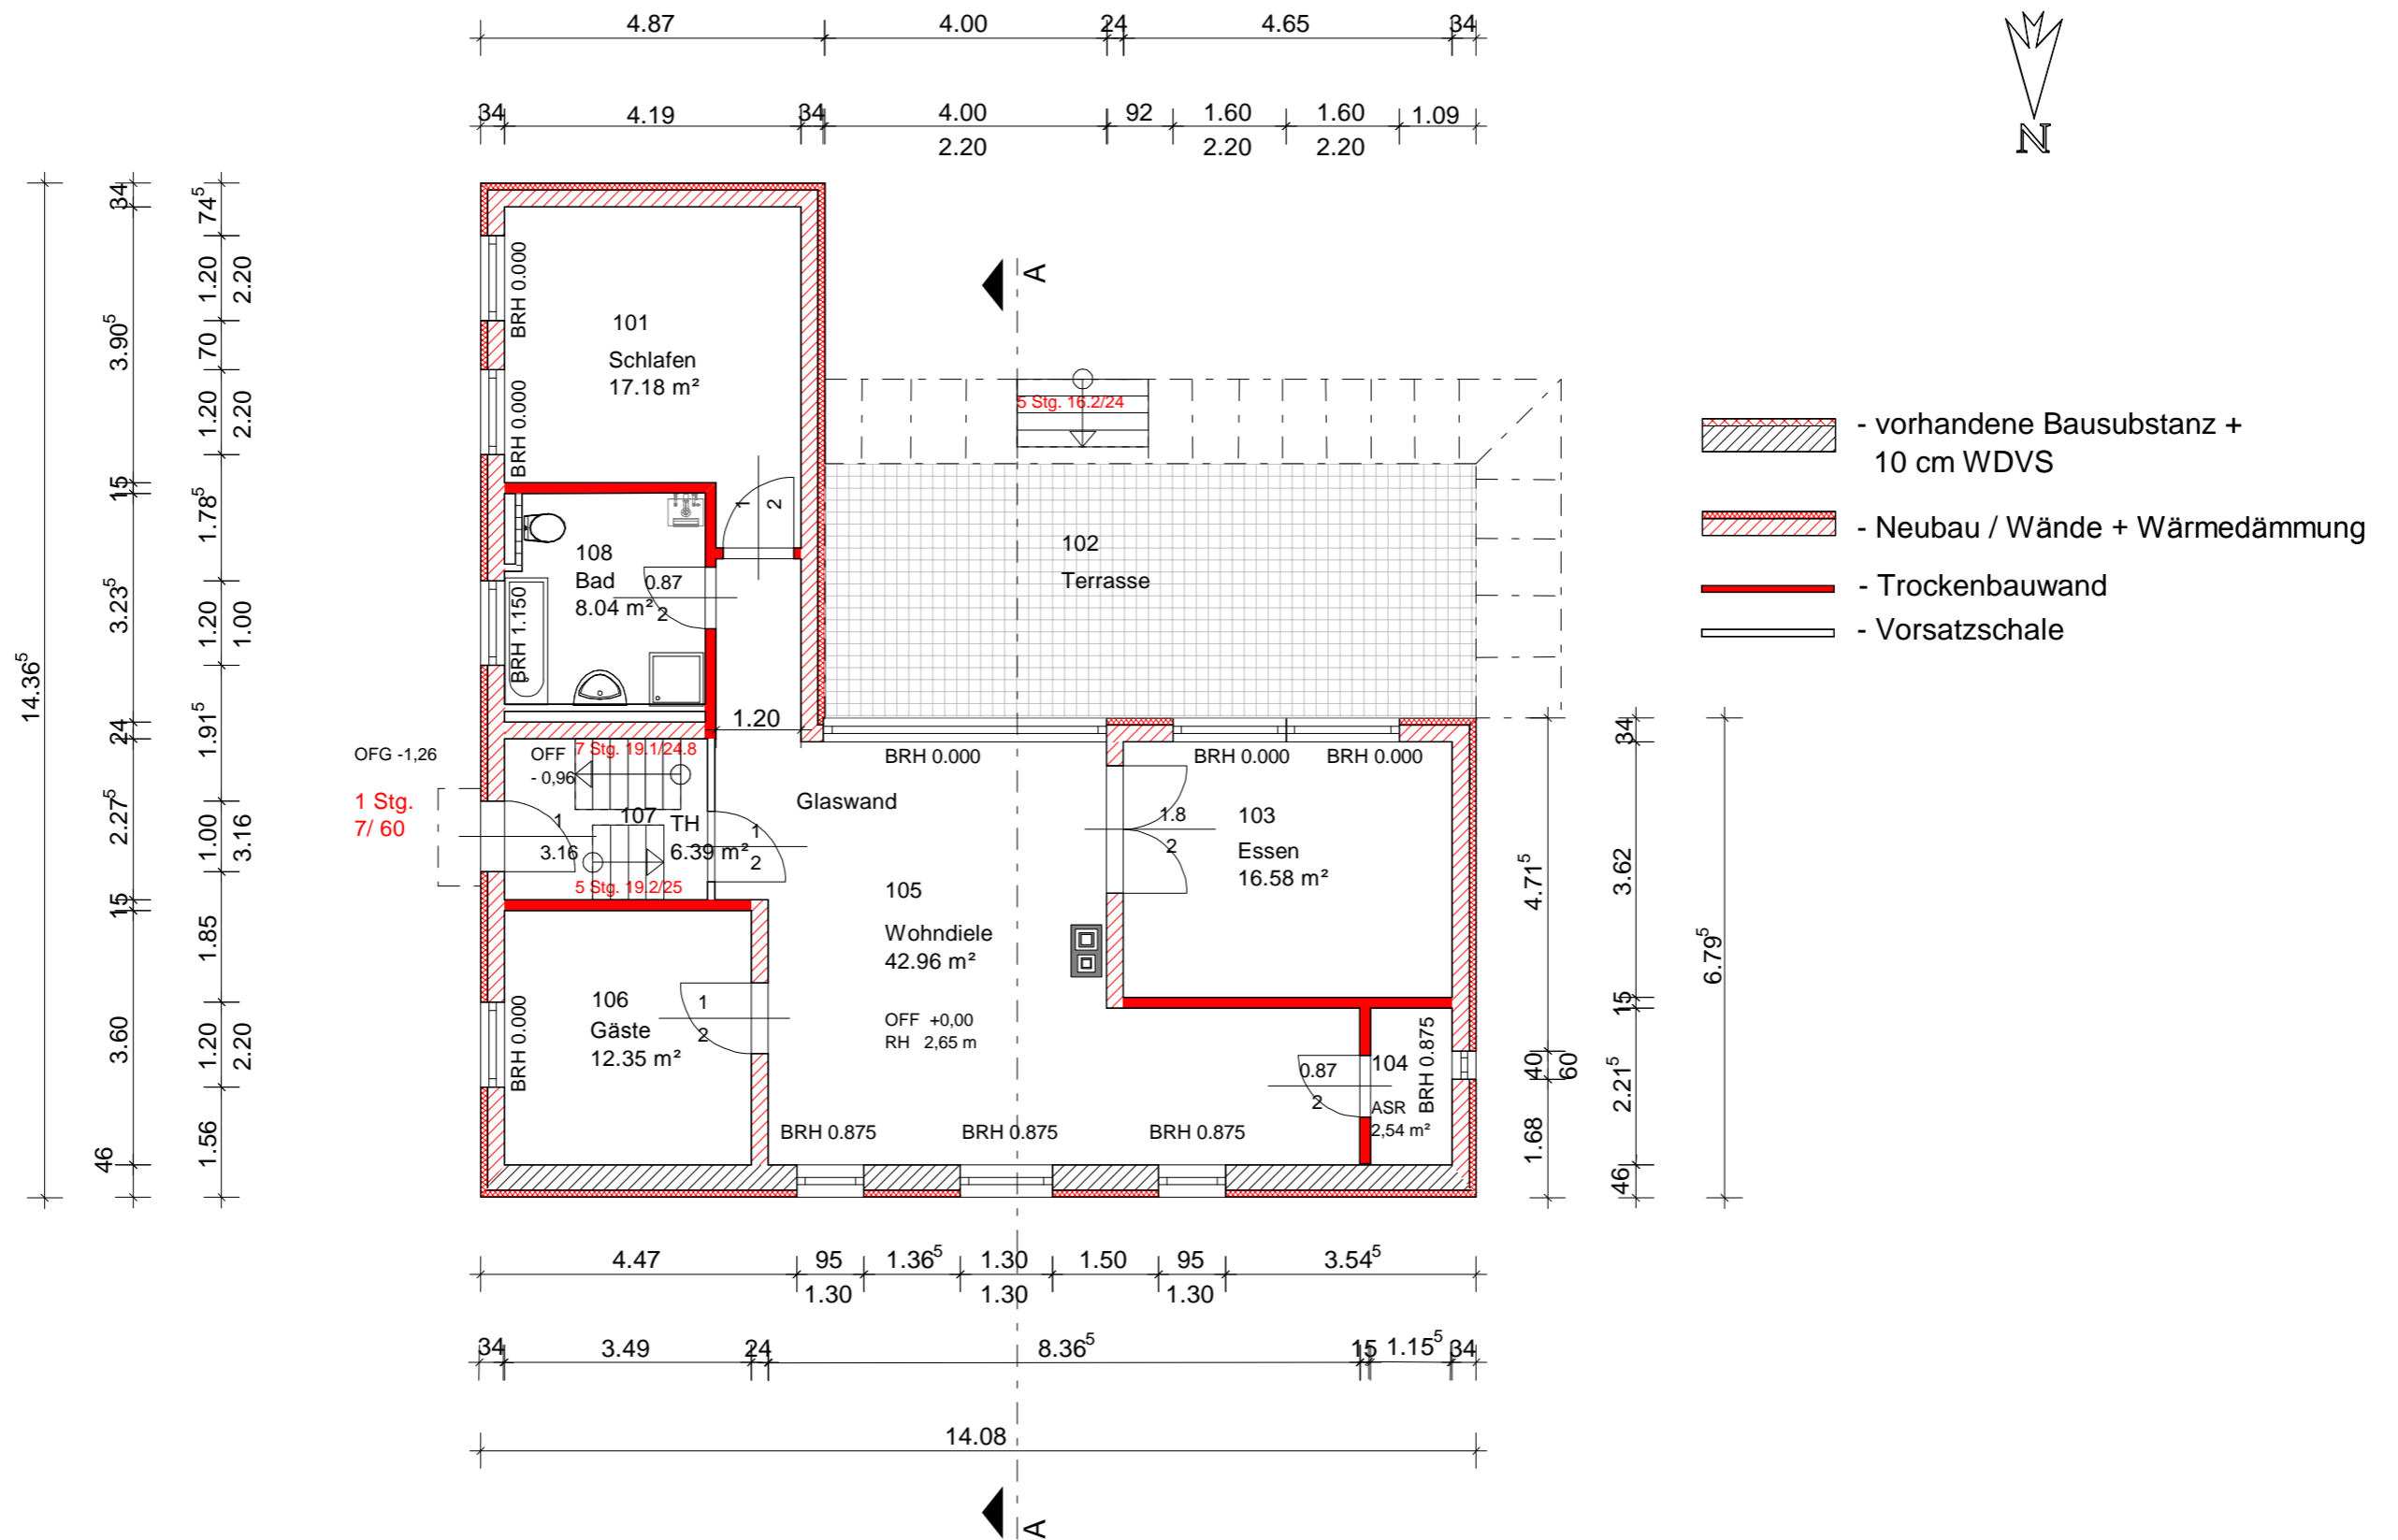 4.87 4.00 24 4.65 34
34 4.19 34 4.00 92 1.60 1.60 1.09
2.20 2.20 2.20
N
14.36⁵
34 3.90⁵ 15 3.23⁵ 24 2.27⁵ 15 3.60 46
74⁵ 1.20 70 1.20 1.78⁵ 1.20 1.91⁵ 1.00 1.85 1.20 1.56
2.20 2.20 1.00 3.16 2.20
BRH 0.000
BRH 0.000
101
Schlafen
17.18 m²
A
5 Stg. 16.2/24
1
2
108
Bad
8.04 m²
0.87
2
BRH 1.150
102
Terrasse
1.20
- vorhandene Bausubstanz +
10 cm WDVS
- Neubau / Wände + Wärmedämmung
- Trockenbauwand
- Vorsatzschale
OFG -1,26
1 Stg.
7/ 60
OFF
- 0,96
7 Stg. 19.1/24.8
107 TH
6.39 m²
1
3.16
5 Stg. 19.2/25
1
2
BRH 0.000
BRH 0.000
BRH 0.000
Glaswand
1.8
2
103
Essen
16.58 m²
105
Wohndiele
42.96 m²
OFF +0,00
RH 2,65 m
106
Gäste
12.35 m²
1
2
BRH 0.000
0.87
2
104
ASR
2,54 m²
BRH 0.875
BRH 0.875
BRH 0.875
BRH 0.875
4.71⁵ 40 1.68
60
34 3.62 15 2.21⁵ 46
6.79⁵
4.47 95 1.36⁵ 1.30 1.50 95 3.54⁵
1.30 1.30 1.30
34 3.49 24 8.36⁵ 15 1.15⁵ 34
14.08
A